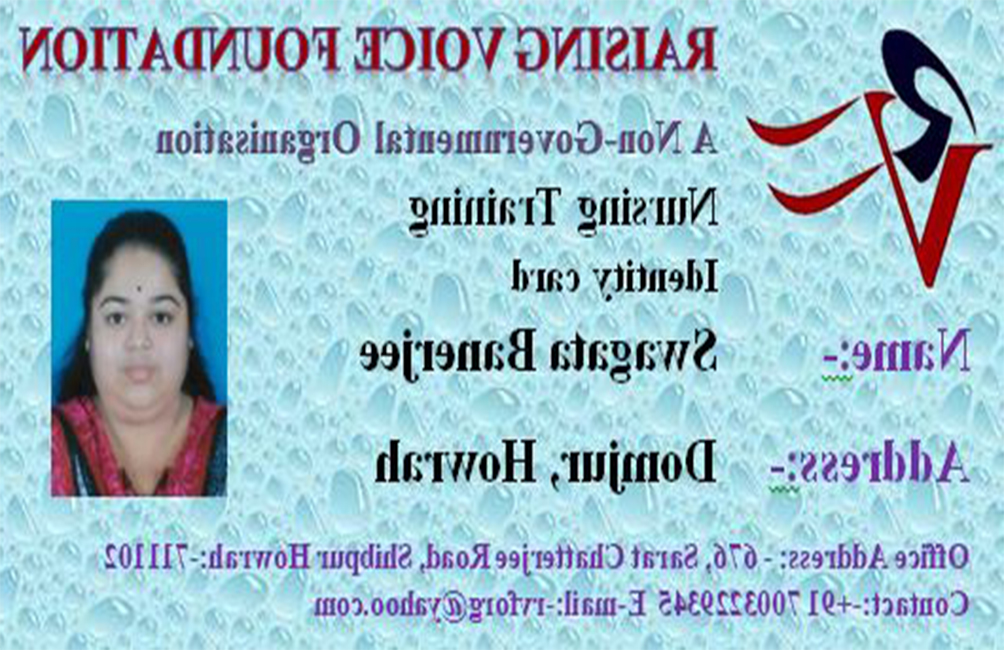 RAISING VOICE FOUNDATION
A Non-Governmental Organisation
Nursing Training
Identity card
Name:- Swagata Banerjee
Address:- Domjur, Howrah
Office Address: - 676, Sarat Chatterjee Road, Shibpur Howrah:-711102
Contact:-+91 7003229345 E-mail:-rvforg@yahoo.com